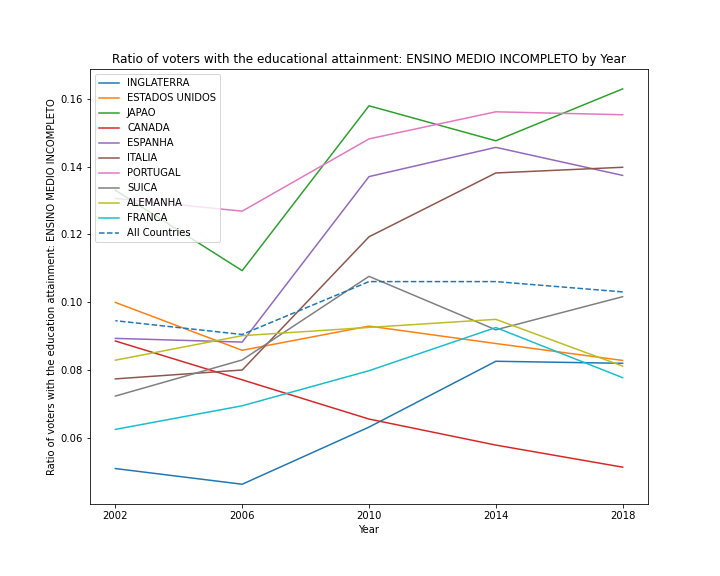 Ratio of voters with the educational attainment: ENSINO MEDIO INCOMPLETO by Year
INGLATERRA
ESTADOS UNIDOS
JAPAO
CANADA
ESPANHA
ITALIA
PORTUGAL
SUICA
ALEMANHA
FRANCA
All Countries
Ratio of voters with the education attainment: ENSINO MEDIO INCOMPLETO
0.16
0.14
0.12
0.10
0.08
0.06
2002 2006 2010 2014 2018
Year